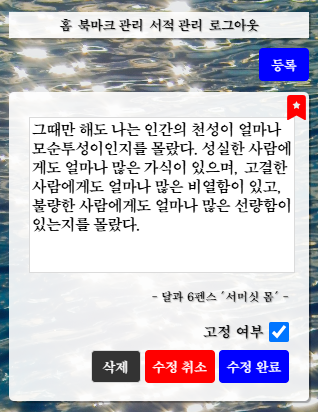 홈 북마크 관리 서적 관리 로그아웃
등록
그때만 해도 나는 인간의 천성이 얼마나
모순투성이인지를 몰랐다. 성실한 사람에
게도 얼마나 많은 가식이 있으며, 고결한
사람에게도 얼마나 많은 비열함이 있고,
불량한 사람에게도 얼마나 많은 선량함이
있는지를 몰랐다.
- 달과 6펜스 '서미싯 몸' -
고정 여부
삭제 수정 취소 수정 완료